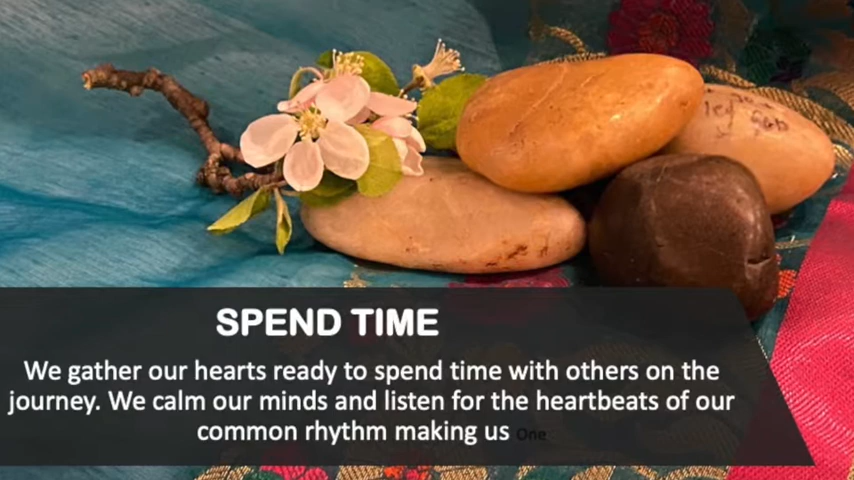 SPEND TIME
We gather our hearts ready to spend time with others on the
journey. We calm our minds and listen for the heartbeats of our
common rhythm making us One